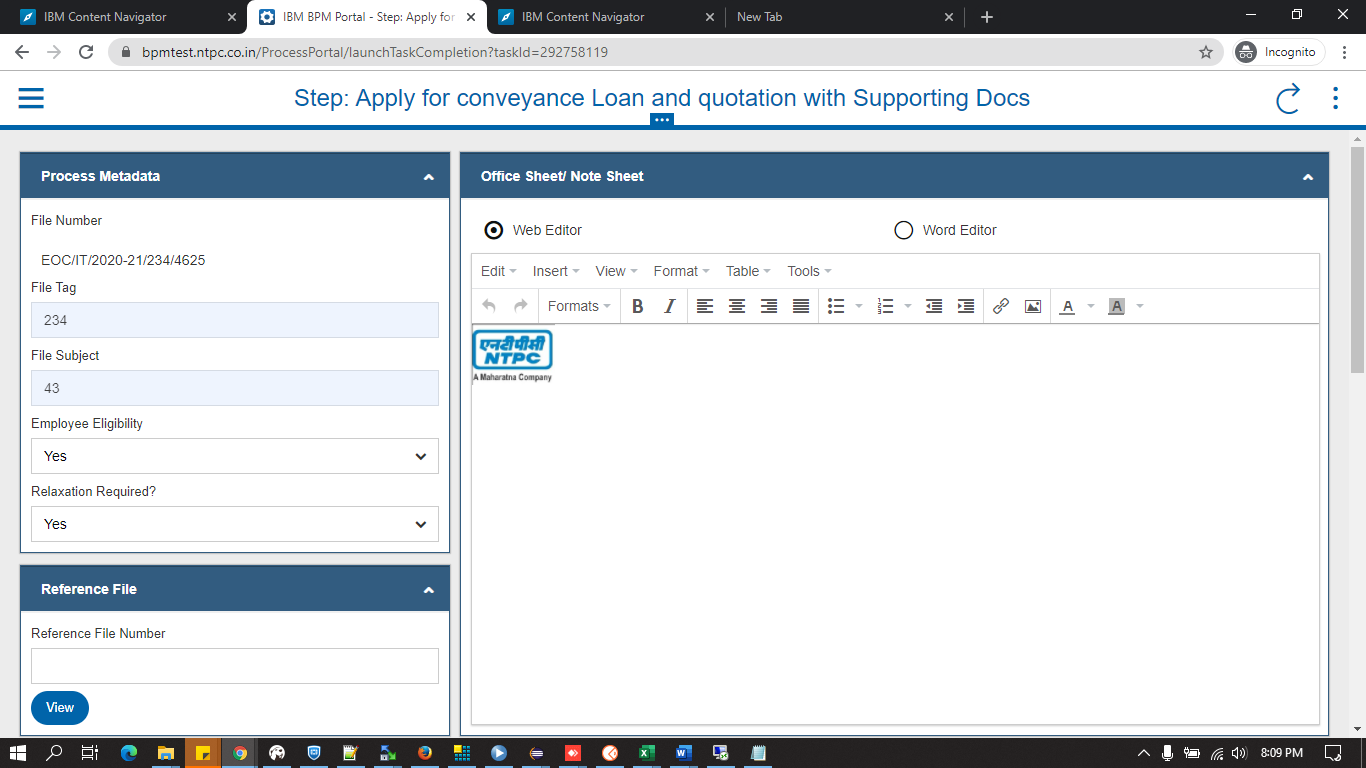 IBM Content Navigator
IBM BPM Portal - Step: Apply for
IBM Content Navigator
New Tab
bpmtest.ntpc.co.in/ProcessPortal/launchTaskCompletion?taskId=292758119
Incognito
Step: Apply for conveyance Loan and quotation with Supporting Docs
Process Metadata
File Number
EOC/IT/2020-21/234/4625
File Tag
234
File Subject
43
Employee Eligibility
Yes
Relaxation Required?
Yes
Reference File
Reference File Number
View
Office Sheet/ Note Sheet
Web Editor
Word Editor
Edit Insert View Format Table Tools
Formats B I A A
एनटीपीसी
NTPC
A Maharatna Company
8:09 PM